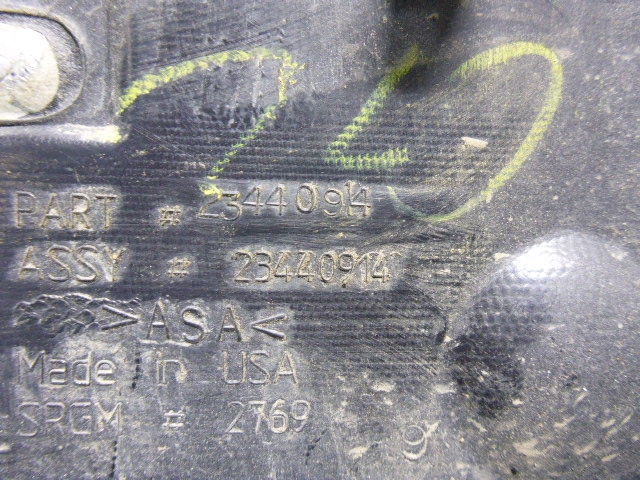 PART # 23440914
ASSY # 23440914
>ASA<
Made in USA
SRGM # 2769
9